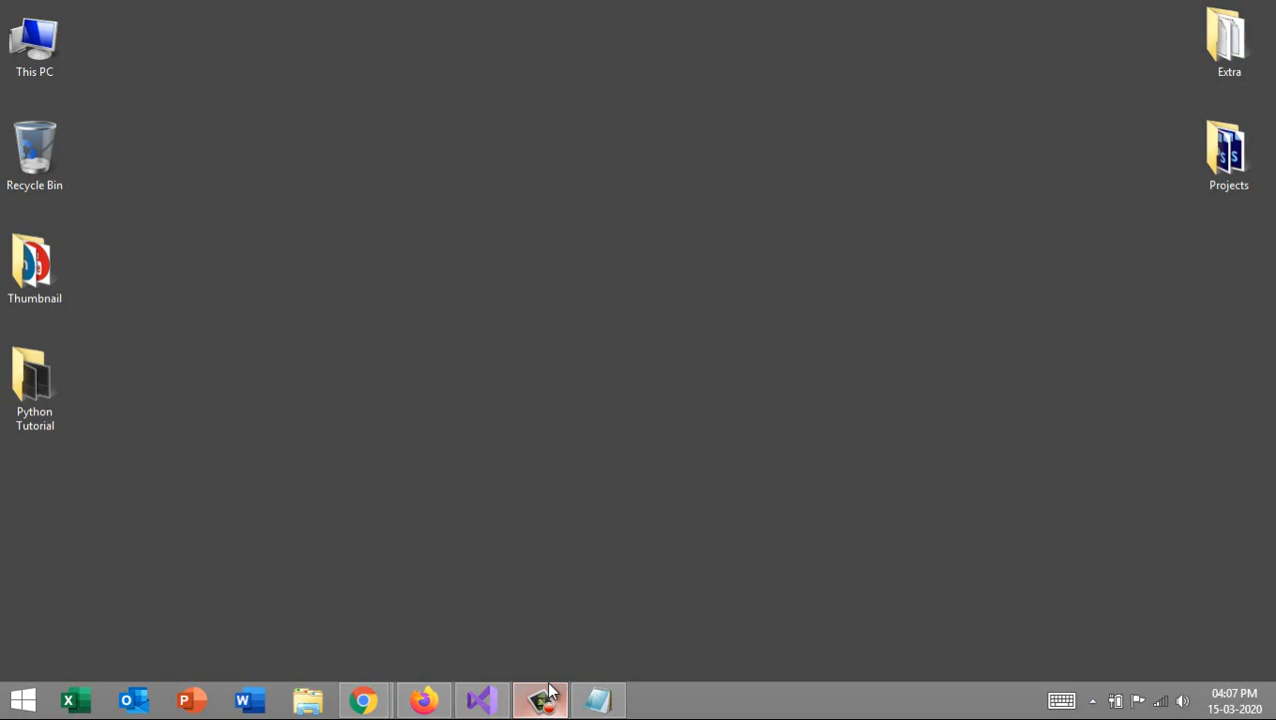 This PC
Extra
Recycle Bin
Projects
Thumbnail
Python
Tutorial
04:07 PM
15-03-2020